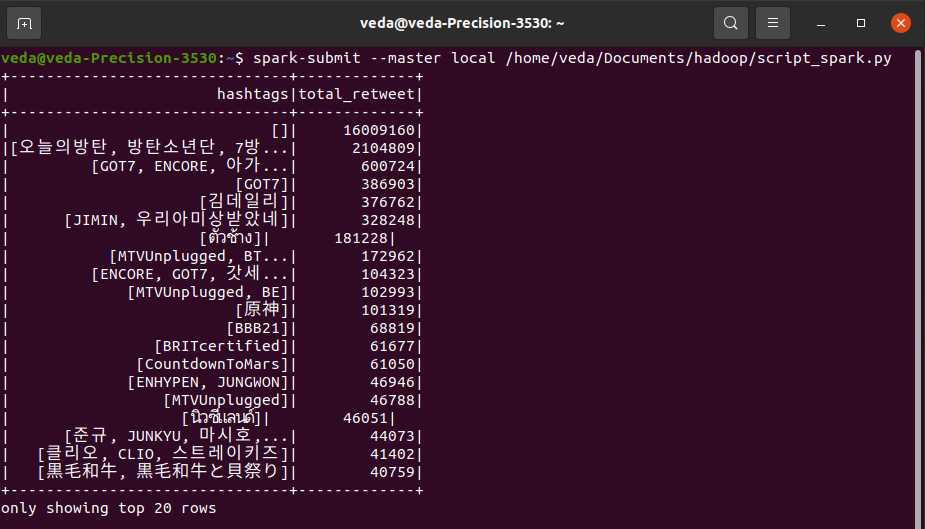 veda@veda-Precision-3530: ~
veda@veda-Precision-3530:~$ spark-submit --master local /home/veda/Documents/hadoop/script_spark.py
+-------------------------------+-------------+
|                       hashtags|total_retweet|
+-------------------------------+-------------+
|                             []|     16009160|
|[오늘의방탄, 방탄소년단, 7방...|      2104809|
|         [GOT7, ENCORE, 아가...|       600724|
|                         [GOT7]|       386903|
|                     [김데일리]|       376762|
|      [JIMIN, 우리아미상받았네]|       328248|
|                     [ตัวช้าง]|       181228|
|           [MTVUnplugged, BT...|       172962|
|         [ENCORE, GOT7, 갓세...|       104323|
|             [MTVUnplugged, BE]|       102993|
|                         [原神]|       101319|
|                        [BBB21]|        68819|
|                [BRITcertified]|        61677|
|              [CountdownToMars]|        61050|
|             [ENHYPEN, JUNGWON]|        46946|
|                 [MTVUnplugged]|        46788|
|                   [นิวซีแลนด์]|        46051|
|      [준규, JUNKYU, 마시호,...|        44073|
|   [클리오, CLIO, 스트레이키즈]|        41402|
|   [黒毛和牛, 黒毛和牛と貝祭り]|        40759|
+-------------------------------+-------------+
only showing top 20 rows